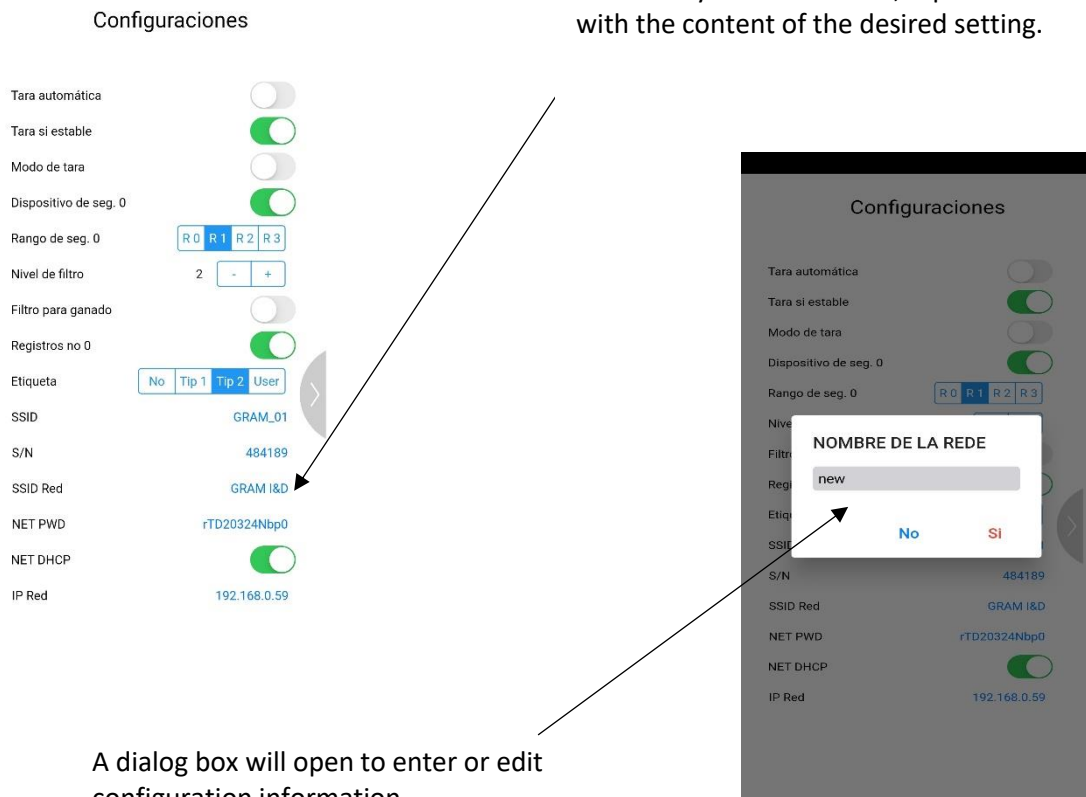 Configuraciones
with the content of the desired setting.
Tara automática
Tara si estable
Modo de tara
Dispositivo de seg. 0
Rango de seg. 0 R 0 R 1 R 2 R 3
Nivel de filtro 2 - +
Filtro para ganado
Registros no 0
Etiqueta No Tip 1 Tip 2 User
SSID GRAM_01
S/N 484189
SSID Red GRAM I&D
NET PWD rTD20324Nbp0
NET DHCP
IP Red 192.168.0.59
Configuraciones
Tara automática
Tara si estable
Modo de tara
Dispositivo de seg. 0
Rango de seg. 0 R 0 R 1 R 2 R 3
NOMBRE DE LA REDE
new
No Si
S/N 484189
SSID Red GRAM I&D
NET PWD rTD20324Nbp0
NET DHCP
IP Red 192.168.0.59
A dialog box will open to enter or edit
configuration information